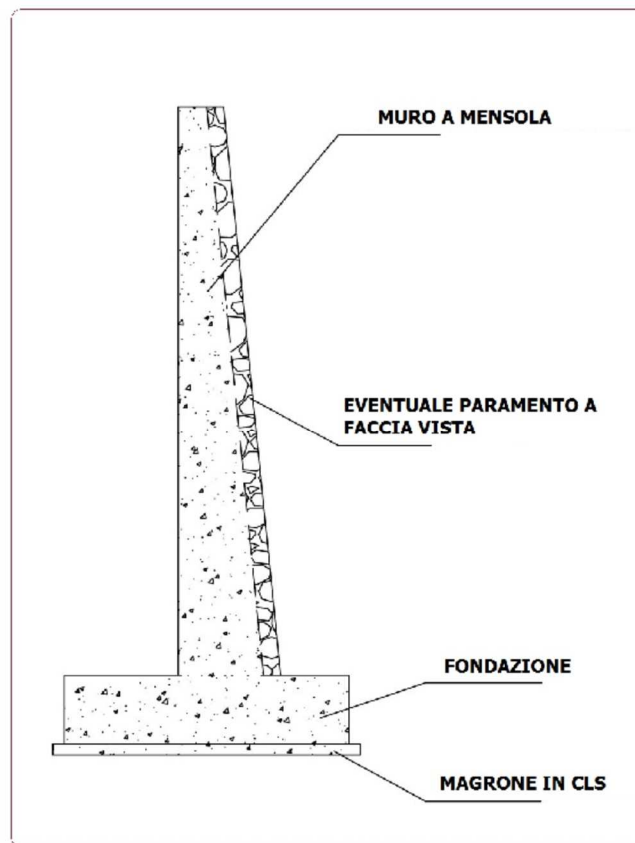 MURO A MENSOLA
EVENTUALE PARAMENTO A
FACCIA VISTA
FONDAZIONE
MAGRONE IN CLS